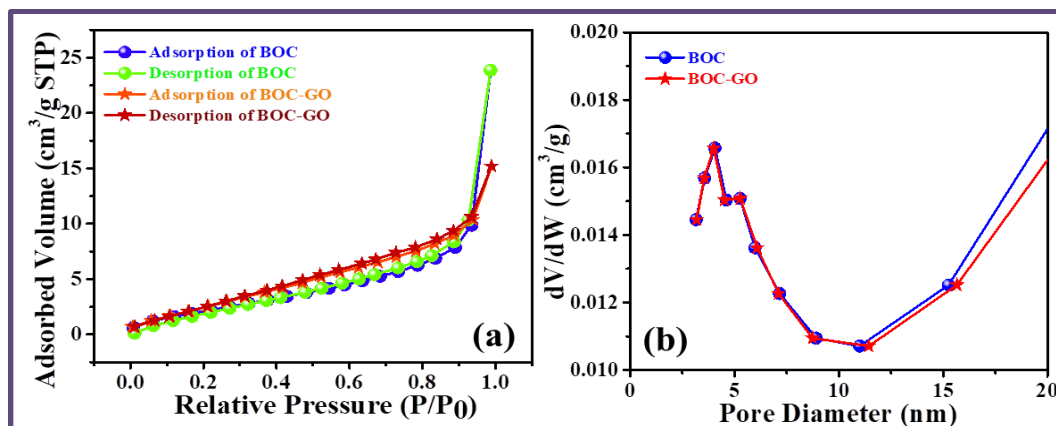 Adsorbed Volume (cm³/g STP)
25
20
15
10
5
0
Adsorption of BOC
Desorption of BOC
Adsorption of BOC-GO
Desorption of BOC-GO
(a)
0.0 0.2 0.4 0.6 0.8 1.0
Relative Pressure (P/P₀)
dV/dW (cm³/g)
0.020
0.018
0.016
0.014
0.012
0.010
BOC
BOC-GO
(b)
0 5 10 15 20
Pore Diameter (nm)